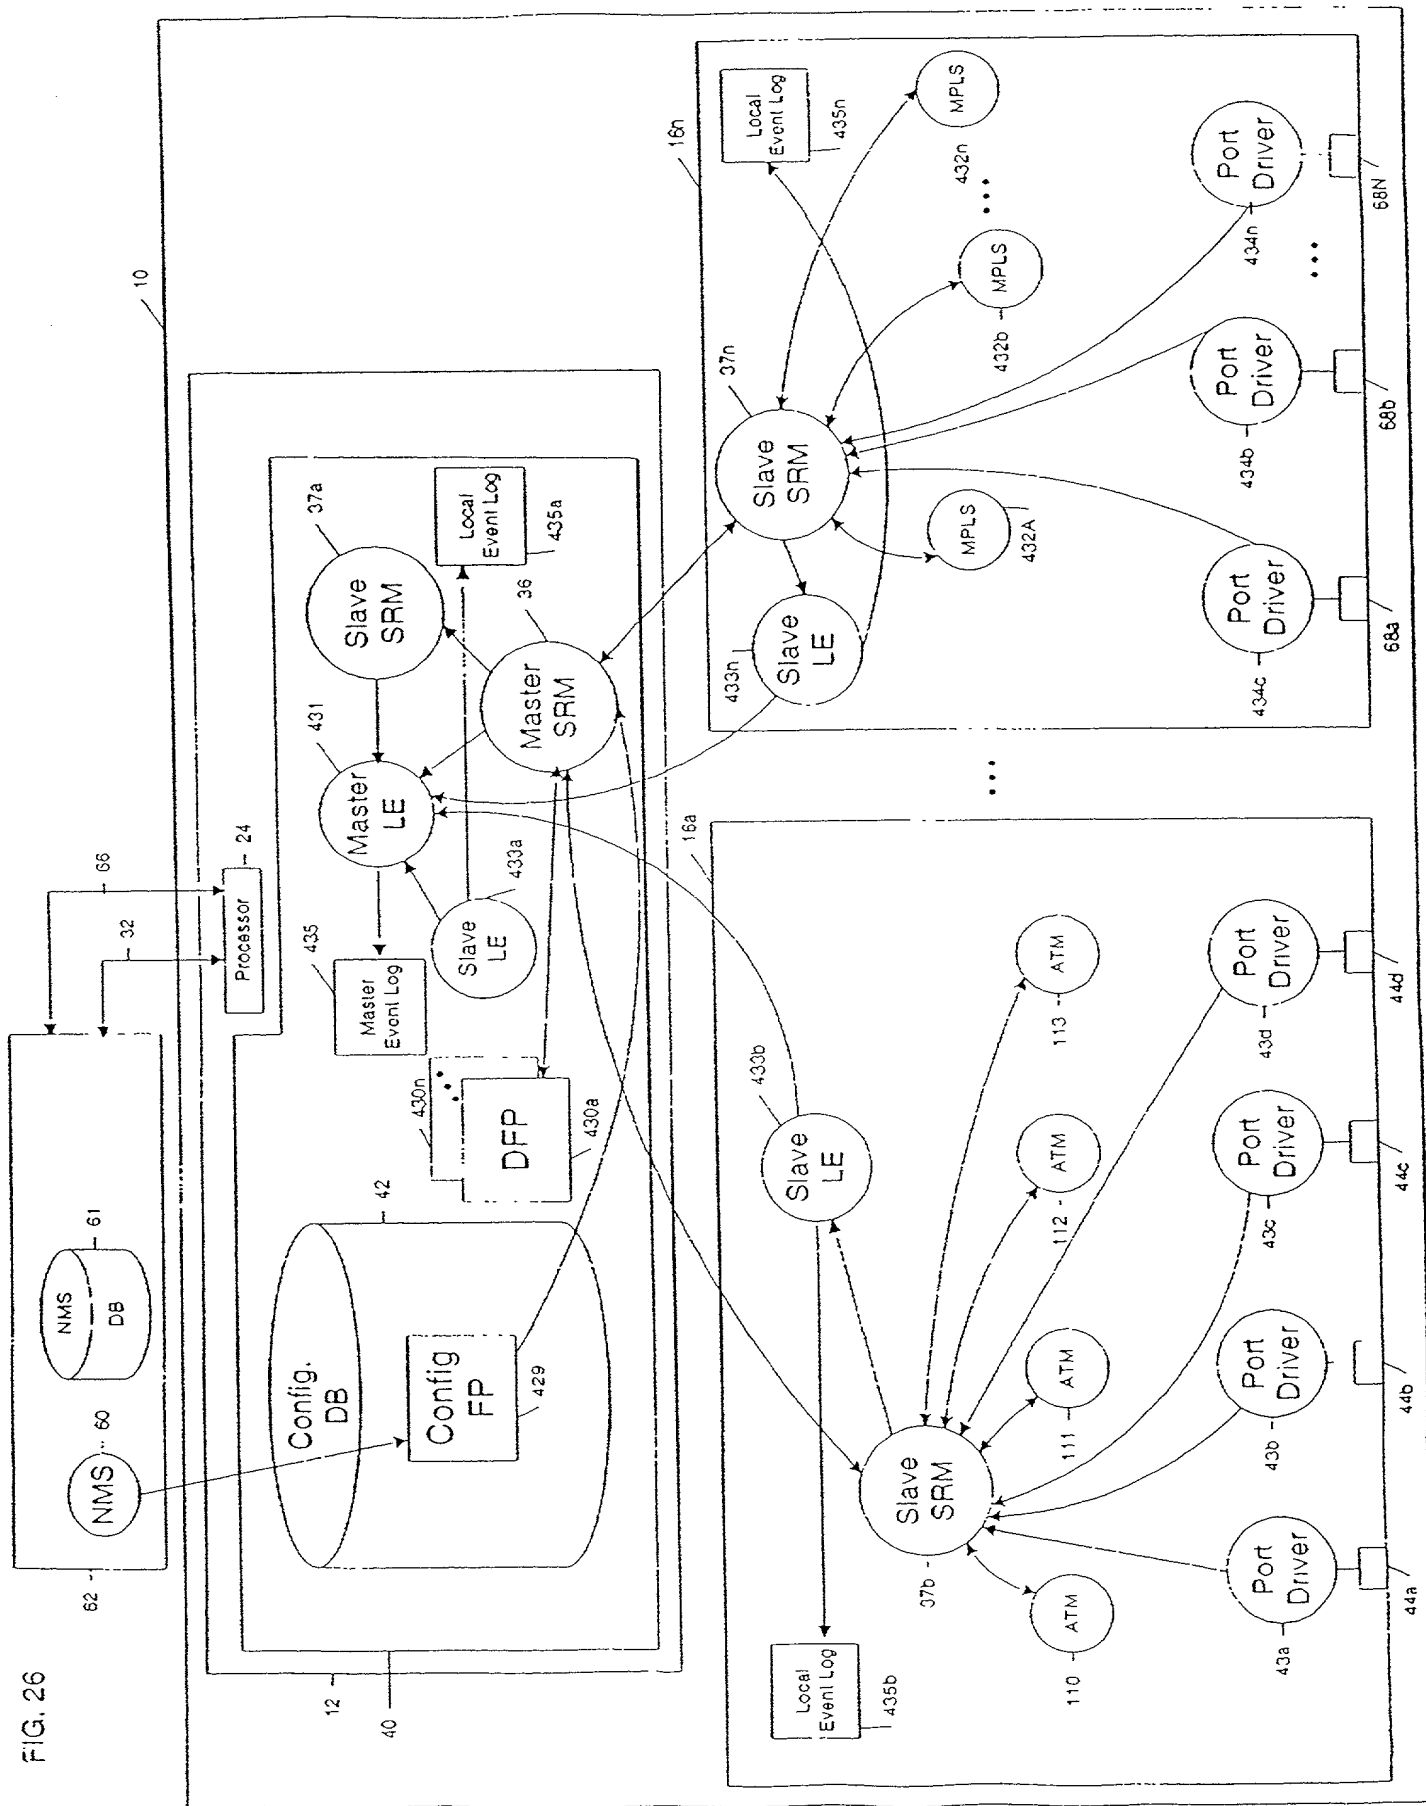 FIG. 26
62
NMS
60
NMS
DB
61
32
66
10
12
40
Processor
24
Config.
DB
42
Config
FP
429
DFP
430a
430n
Master
Event Log
435
Slave
LE
433a
Master
LE
431
Slave
SRM
37a
Master
SRM
36
Local
Event Log
435a
16a
Local
Event Log
435b
Slave
LE
433b
Slave
SRM
37b
ATM
110
ATM
111
ATM
112
ATM
113
Port
Driver
43a
44a
Port
Driver
43b
44b
Port
Driver
43c
44c
Port
Driver
43d
44d
16n
Slave
LE
433n
Slave
SRM
37n
Local
Event Log
435n
MPLS
432A
MPLS
432b
MPLS
432n
Port
Driver
434c
68a
Port
Driver
434b
68b
Port
Driver
434n
68N